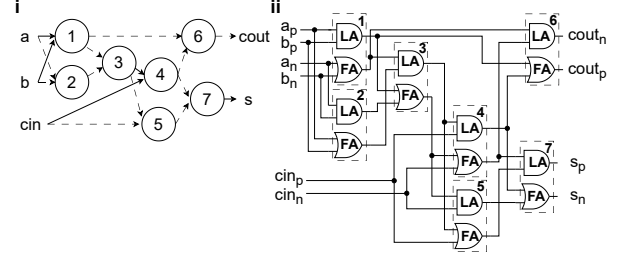 i
a
b
cin
1
2
3
4
5
6
7
cout
s
ii
a_p
b_p
a_n
b_n
cin_p
cin_n
1
LA
FA
2
LA
FA
3
LA
FA
4
LA
FA
5
LA
FA
6
LA
FA
7
LA
FA
cout_n
cout_p
s_p
s_n